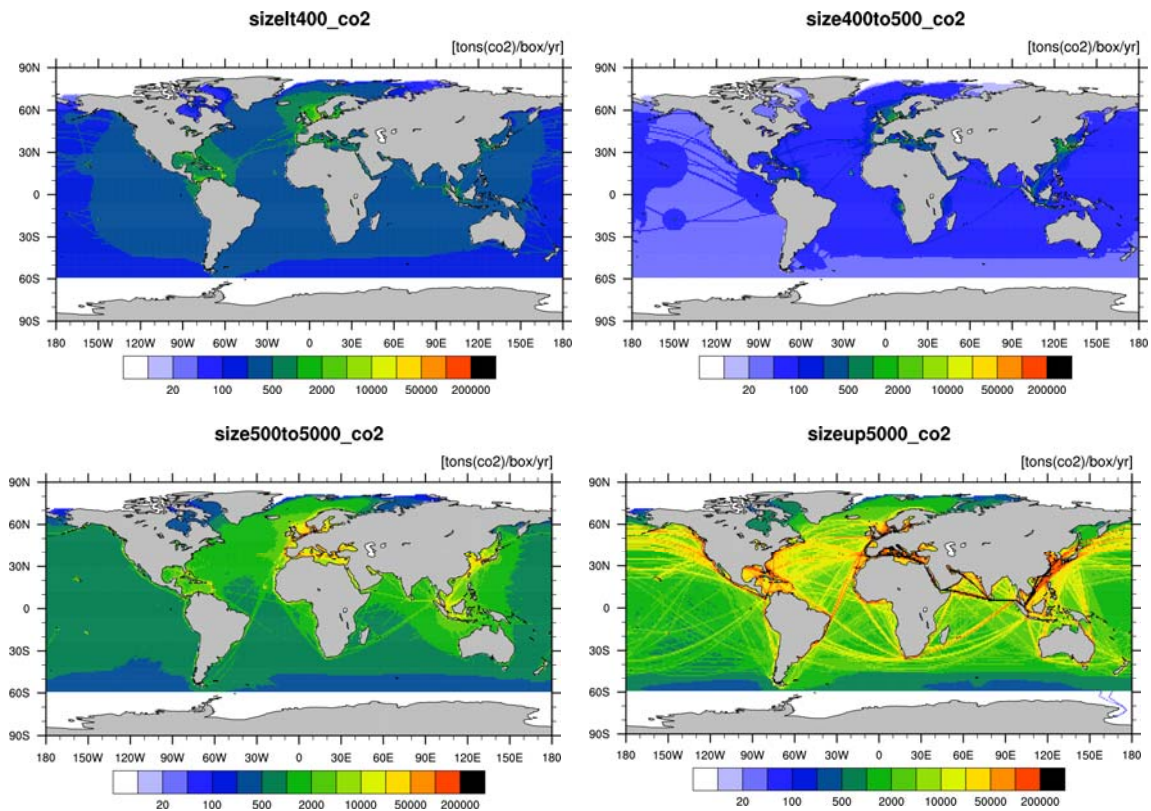 sizelt400_co2
[tons(co2)/box/yr]
90N
60N
30N
0
30S
60S
90S
180 150W 120W 90W 60W 30W 0 30E 60E 90E 120E 150E 180
20 100 500 2000 10000 50000 200000
size400to500_co2
[tons(co2)/box/yr]
90N
60N
30N
0
30S
60S
90S
180 150W 120W 90W 60W 30W 0 30E 60E 90E 120E 150E 180
20 100 500 2000 10000 50000 200000
size500to5000_co2
[tons(co2)/box/yr]
90N
60N
30N
0
30S
60S
90S
180 150W 120W 90W 60W 30W 0 30E 60E 90E 120E 150E 180
20 100 500 2000 10000 50000 200000
sizeup5000_co2
[tons(co2)/box/yr]
90N
60N
30N
0
30S
60S
90S
180 150W 120W 90W 60W 30W 0 30E 60E 90E 120E 150E 180
20 100 500 2000 10000 50000 200000